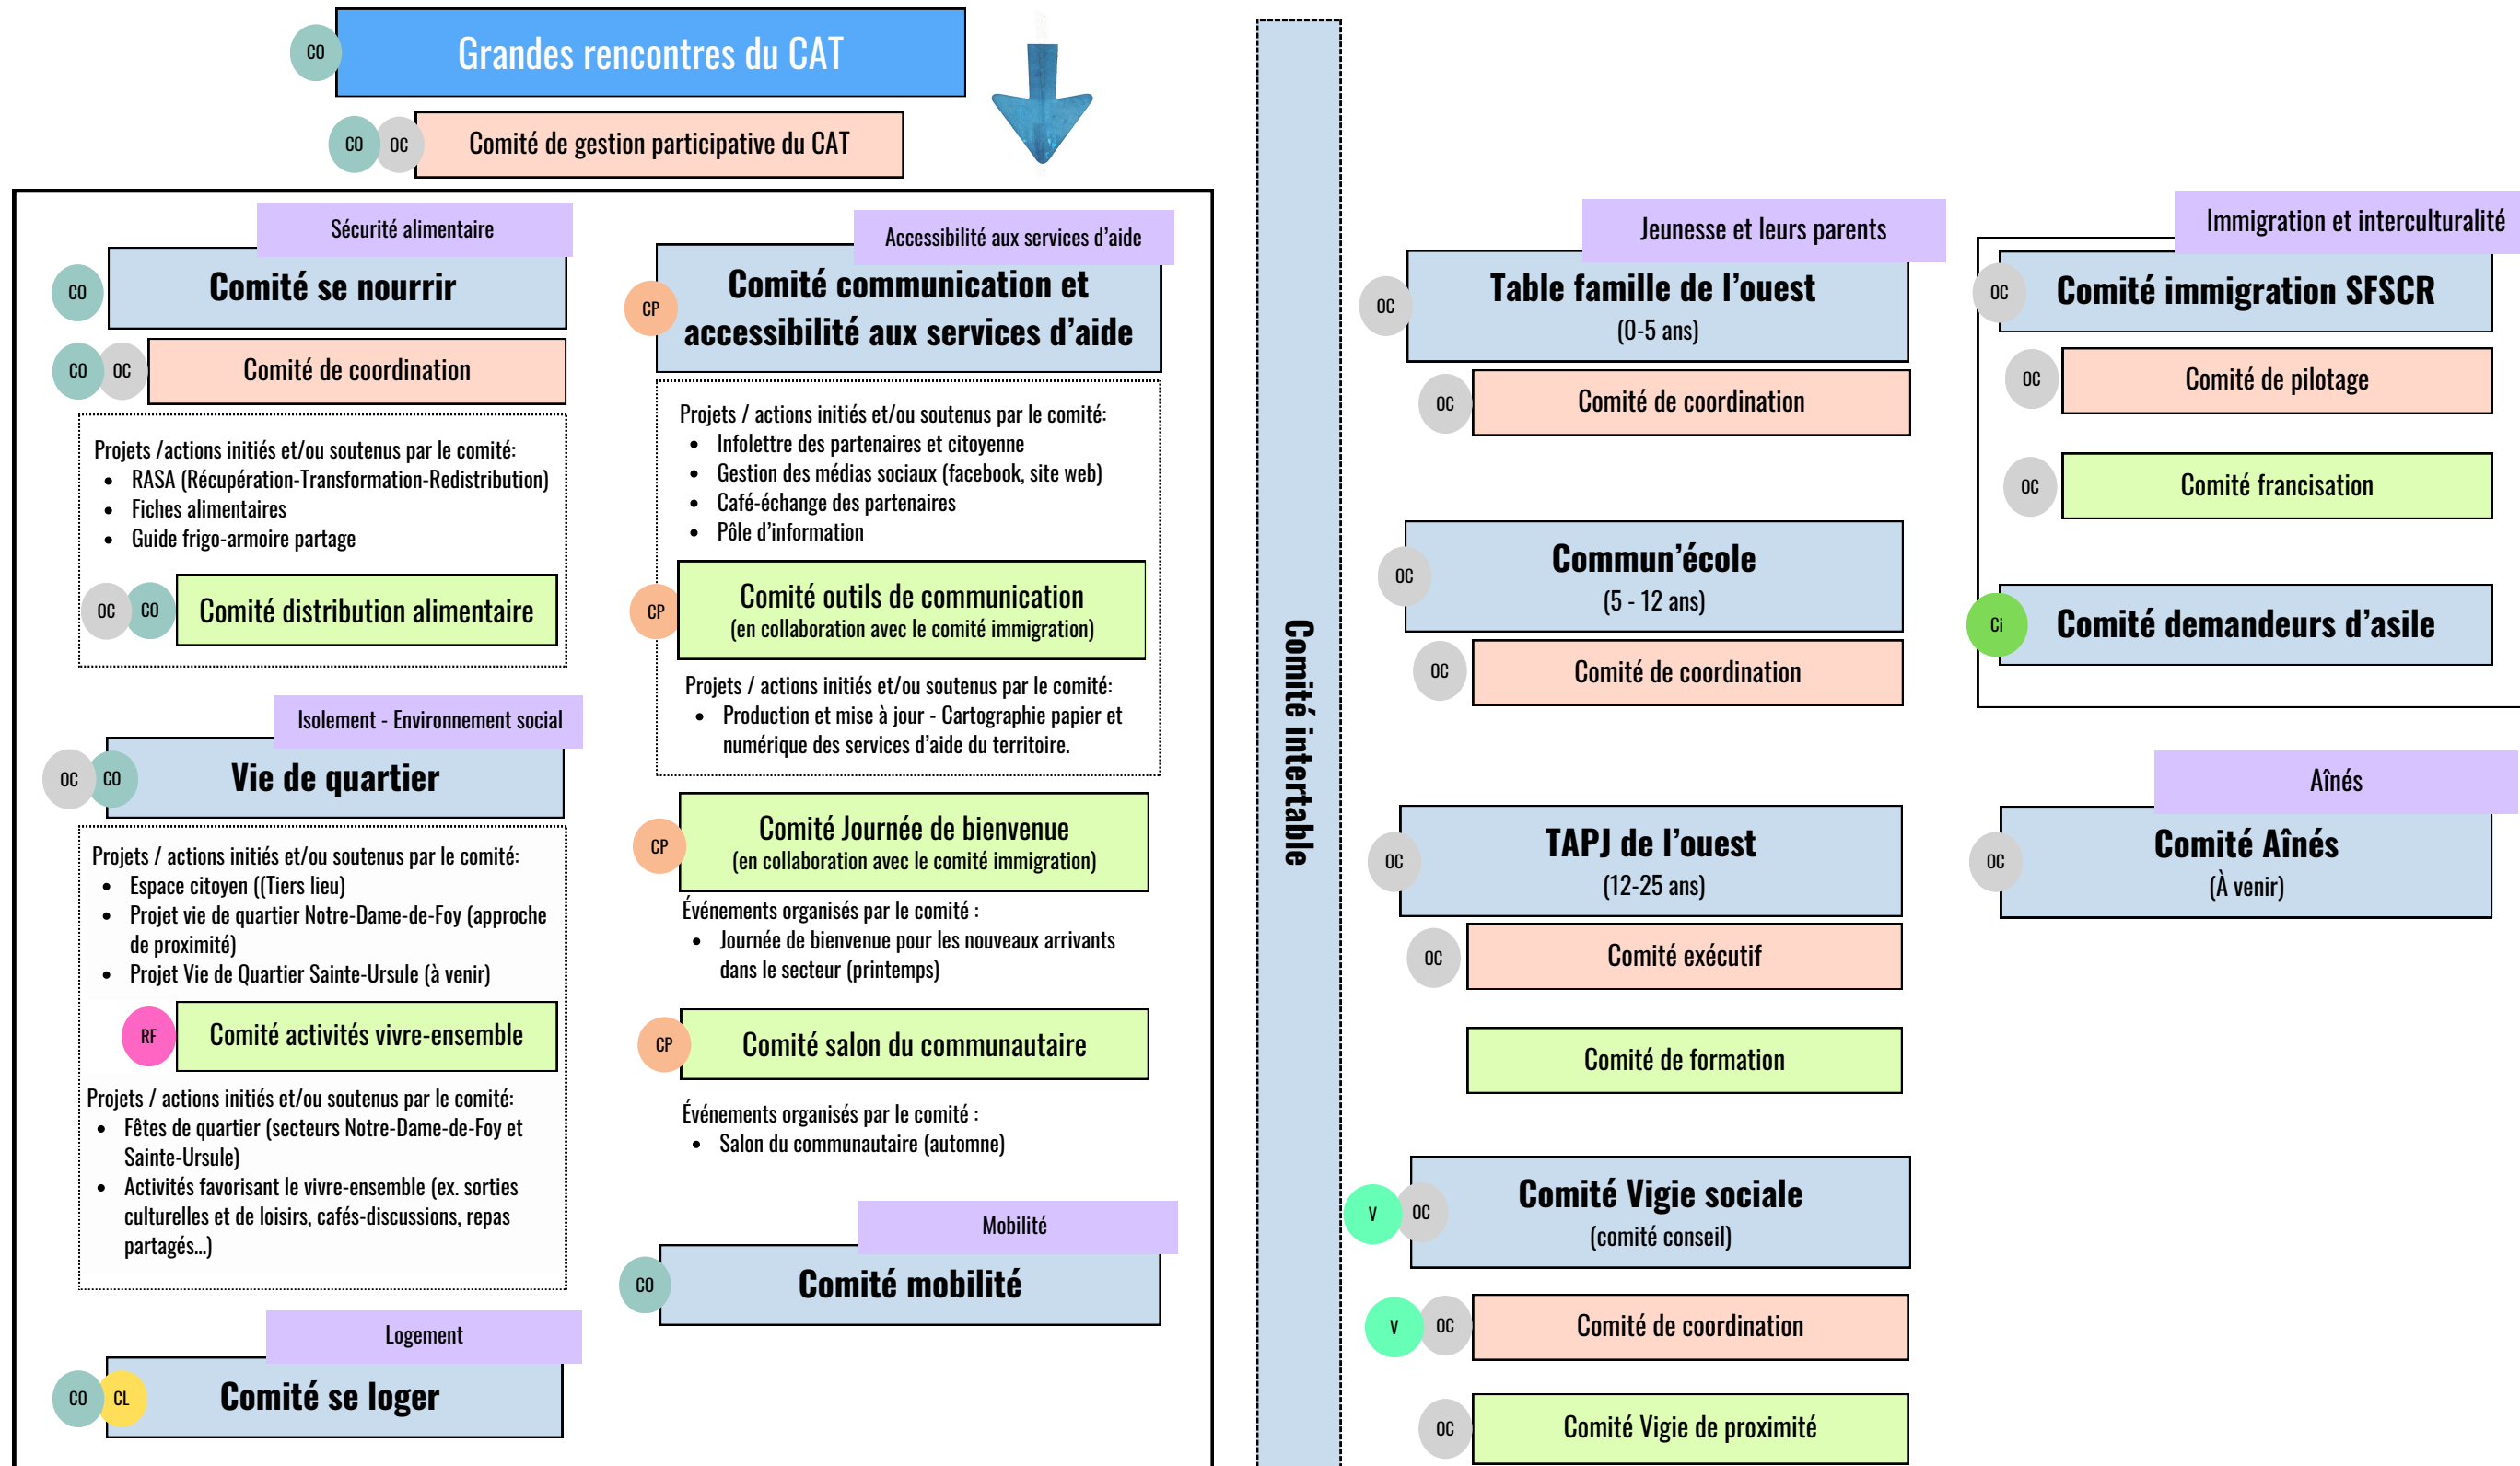 CO
Grandes rencontres du CAT
CO OC
Comité de gestion participative du CAT
Sécurité alimentaire
CO
Comité se nourrir
CO OC
Comité de coordination
Projets /actions initiés et/ou soutenus par le comité:
• RASA (Récupération-Transformation-Redistribution)
• Fiches alimentaires
• Guide frigo-armoire partage
OC CO
Comité distribution alimentaire
Isolement - Environnement social
OC CO
Vie de quartier
Projets / actions initiés et/ou soutenus par le comité:
• Espace citoyen ((Tiers lieu)
• Projet vie de quartier Notre-Dame-de-Foy (approche
de proximité)
• Projet Vie de Quartier Sainte-Ursule (à venir)
RF
Comité activités vivre-ensemble
Projets / actions initiés et/ou soutenus par le comité:
• Fêtes de quartier (secteurs Notre-Dame-de-Foy et
Sainte-Ursule)
• Activités favorisant le vivre-ensemble (ex. sorties
culturelles et de loisirs, cafés-discussions, repas
partagés...)
Logement
CO CL
Comité se loger
Accessibilité aux services d'aide
CP
Comité communication et
accessibilité aux services d'aide
Projets / actions initiés et/ou soutenus par le comité:
• Infolettre des partenaires et citoyenne
• Gestion des médias sociaux (facebook, site web)
• Café-échange des partenaires
• Pôle d'information
CP
Comité outils de communication
(en collaboration avec le comité immigration)
Projets / actions initiés et/ou soutenus par le comité:
• Production et mise à jour - Cartographie papier et
numérique des services d'aide du territoire.
CP
Comité Journée de bienvenue
(en collaboration avec le comité immigration)
Événements organisés par le comité :
• Journée de bienvenue pour les nouveaux arrivants
dans le secteur (printemps)
CP
Comité salon du communautaire
Événements organisés par le comité :
• Salon du communautaire (automne)
Mobilité
CO
Comité mobilité
Comité intertable
Jeunesse et leurs parents
OC
Table famille de l'ouest
(0-5 ans)
OC
Comité de coordination
OC
Commun'école
(5 - 12 ans)
OC
Comité de coordination
OC
TAPJ de l'ouest
(12-25 ans)
OC
Comité exécutif
Comité de formation
V OC
Comité Vigie sociale
(comité conseil)
V OC
Comité de coordination
OC
Comité Vigie de proximité
Immigration et interculturalité
OC
Comité immigration SFSCR
OC
Comité de pilotage
OC
Comité francisation
Ci
Comité demandeurs d'asile
Aînés
OC
Comité Aînés
(À venir)